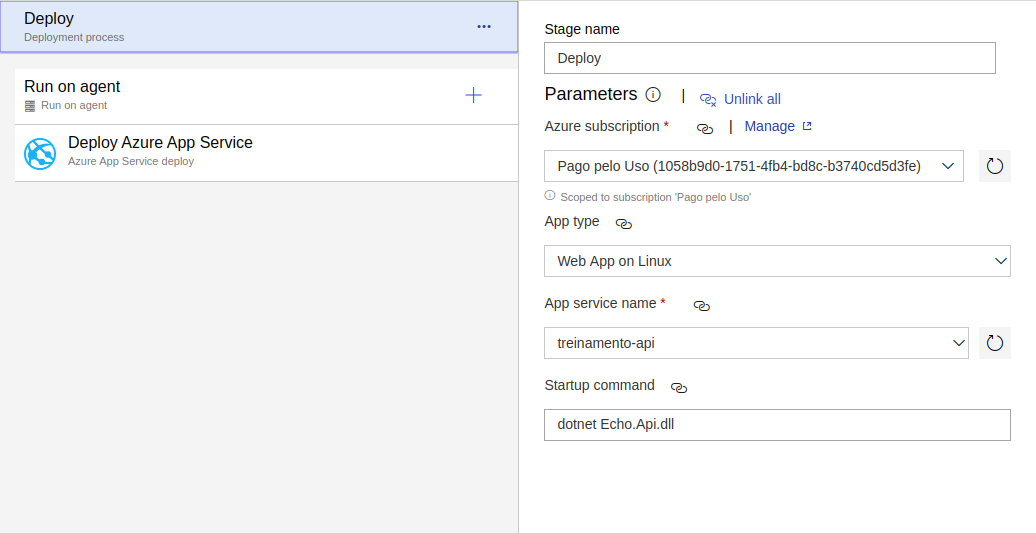 Deploy
Deployment process
Run on agent
Run on agent
Deploy Azure App Service
Azure App Service deploy
Stage name
Deploy
Parameters | Unlink all
Azure subscription * | Manage
Pago pelo Uso (1058b9d0-1751-4fb4-bd8c-b3740cd5d3fe)
Scoped to subscription 'Pago pelo Uso'
App type
Web App on Linux
App service name *
treinamento-api
Startup command
dotnet Echo.Api.dll